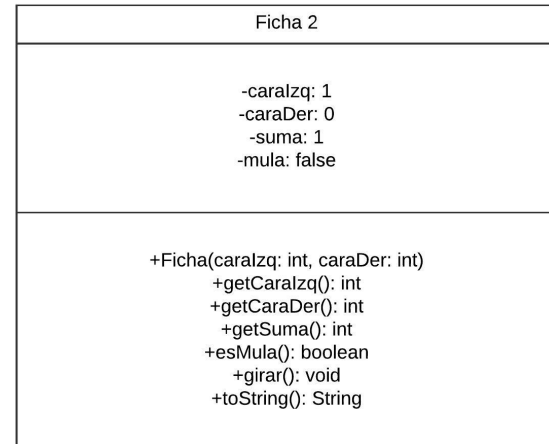 Ficha 2
-caraIzq: 1
-caraDer: 0
-suma: 1
-mula: false
+Ficha(caraIzq: int, caraDer: int)
+getCaraIzq(): int
+getCaraDer(): int
+getSuma(): int
+esMula(): boolean
+girar(): void
+toString(): String